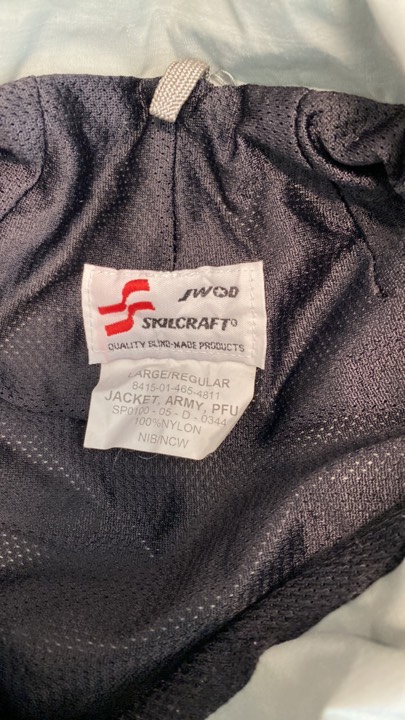 JWOD
SKILCRAFT®
QUALITY BLIND-MADE PRODUCTS
LARGE/REGULAR
8415-01-465-4811
JACKET, ARMY, PFU
SP0100 - 05 - D - 0344
100%NYLON
NIB/NCW